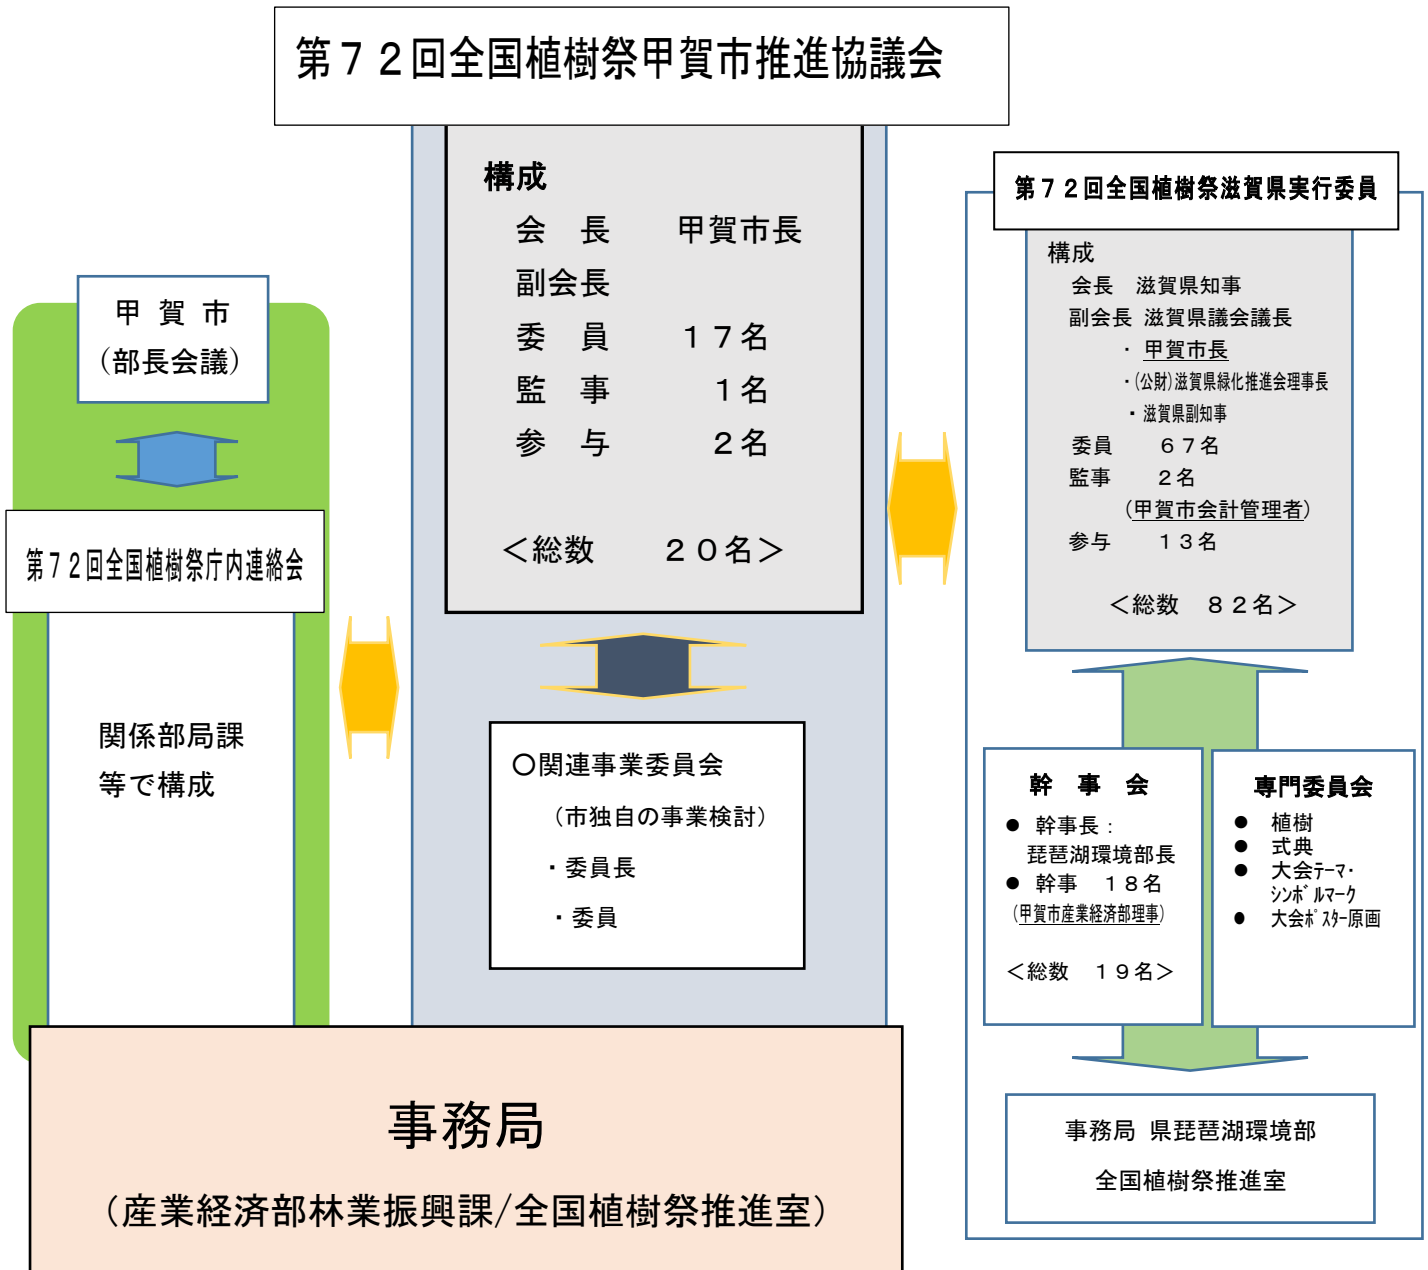 第７２回全国植樹祭甲賀市推進協議会
構成
会　長　　甲賀市長
副会長
委　員　　１７名
監　事　　　１名
参　与　　　２名
＜総数　　２０名＞
○関連事業委員会
（市独自の事業検討）
・委員長
・委員
甲 賀 市
（部長会議）
第７２回全国植樹祭庁内連絡会
関係部局課
等で構成
事務局
（産業経済部林業振興課/全国植樹祭推進室）
第７２回全国植樹祭滋賀県実行委員
構成
会長　滋賀県知事
副会長 滋賀県議会議長
・ 甲賀市長
・(公財)滋賀県緑化推進会理事長
・ 滋賀県副知事
委員　　６７名
監事　　２名
（甲賀市会計管理者）
参与　　１３名
＜総数　８２名＞
幹　事　会
● 幹事長：
琵琶湖環境部長
● 幹事　１８名
（甲賀市産業経済部理事）
＜総数　１９名＞
専門委員会
● 植樹
● 式典
● 大会ﾃｰﾏ・
ｼﾝﾎﾞﾙﾏｰｸ
● 大会ﾎﾟｽﾀｰ原画
事務局 県琵琶湖環境部
全国植樹祭推進室